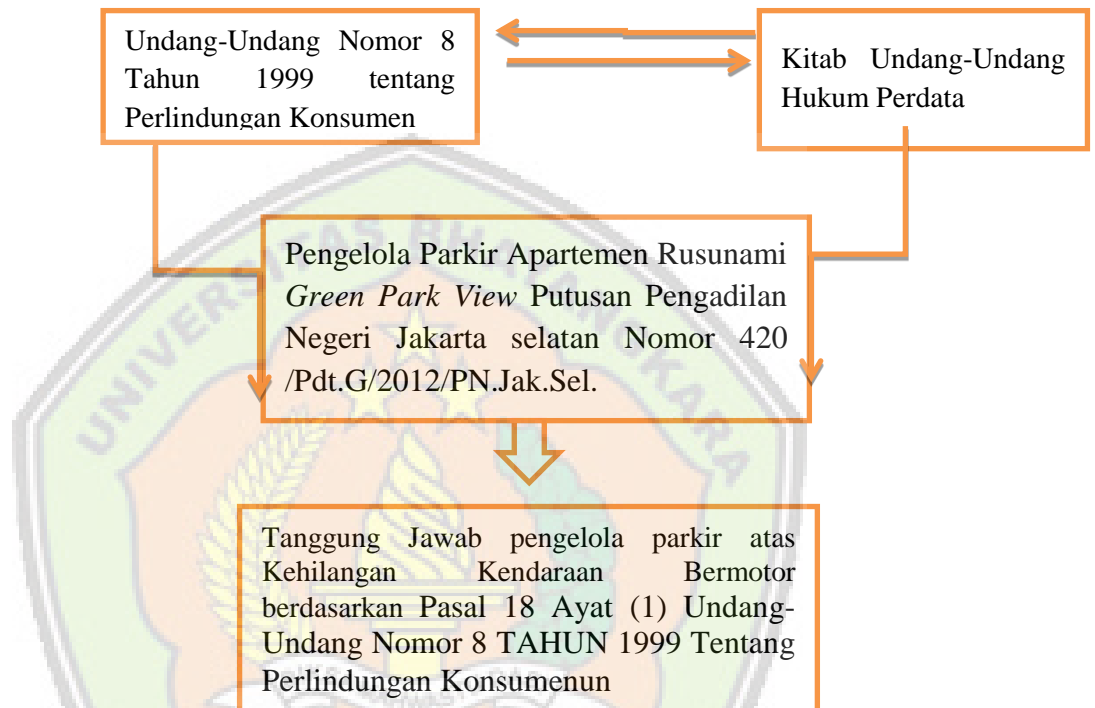 Undang-Undang Nomor 8
Tahun 1999 tentang
Perlindungan Konsumen
Kitab Undang-Undang
Hukum Perdata
Pengelola Parkir Apartemen Rusunami
Green Park View Putusan Pengadilan
Negeri Jakarta selatan Nomor 420
/Pdt.G/2012/PN.Jak.Sel.
Tanggung Jawab pengelola parkir atas
Kehilangan Kendaraan Bermotor
berdasarkan Pasal 18 Ayat (1) Undang-
Undang Nomor 8 TAHUN 1999 Tentang
Perlindungan Konsumenun